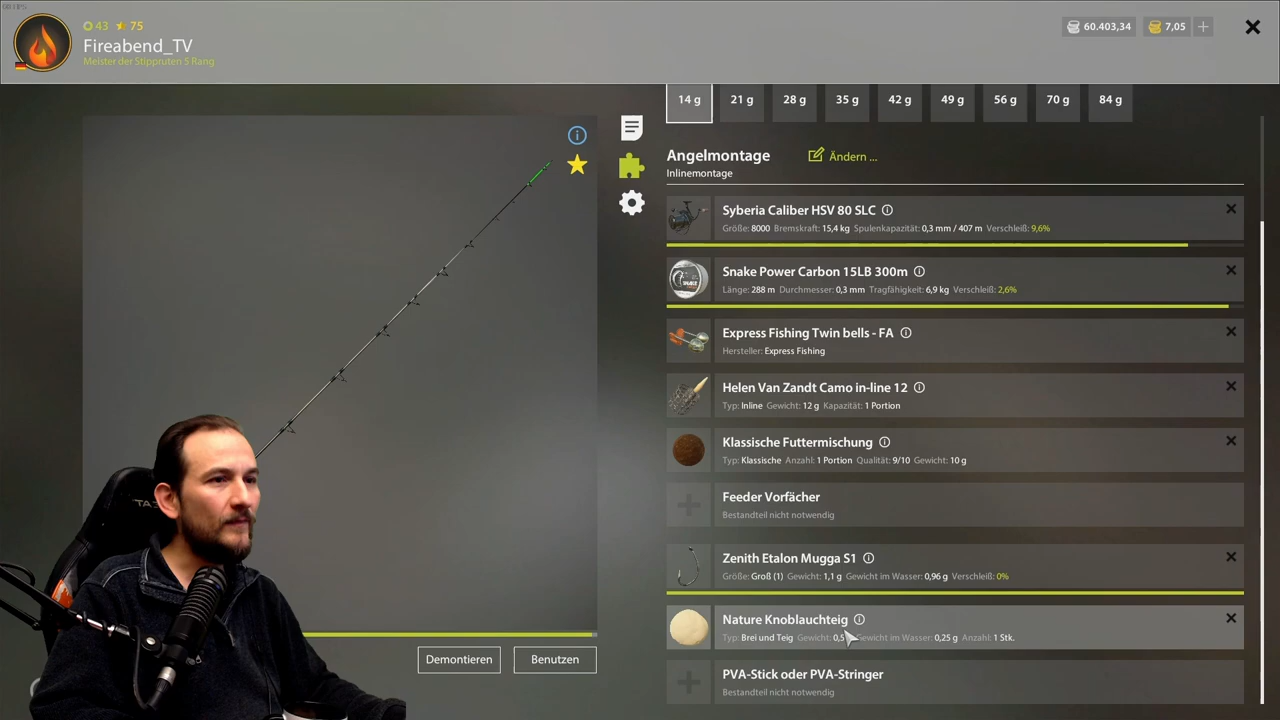 43 75
Fireabend_TV
Meister der Stippruten 5 Rang
60.403,34
7,05
14 g
21 g
28 g
35 g
42 g
49 g
56 g
70 g
84 g
Angelmontage
Ändern ...
Inlinemontage
Syberia Caliber HSV 80 SLC
Größe: 8000 Bremskraft: 15,4 kg Spulenkapazität: 0,3 mm / 407 m Verschleiß: 9,6%
Snake Power Carbon 15LB 300m
Länge: 288 m Durchmesser: 0,3 mm Tragfähigkeit: 6,9 kg Verschleiß: 2,6%
Express Fishing Twin bells - FA
Hersteller: Express Fishing
Helen Van Zandt Camo in-line 12
Typ: Inline Gewicht: 12 g Kapazität: 1 Portion
Klassische Futtermischung
Typ: Klassische Anzahl: 1 Portion Qualität: 9/10 Gewicht: 10 g
Feeder Vorfächer
Bestandteil nicht notwendig
Zenith Etalon Mugga S1
Größe: Groß (1) Gewicht: 1,1 g Gewicht im Wasser: 0,96 g Verschleiß: 0%
Nature Knoblauchteig
Typ: Brei und Teig Gewicht: 0,5 Gewicht im Wasser: 0,25 g Anzahl: 1 Stk.
PVA-Stick oder PVA-Stringer
Bestandteil nicht notwendig
Demontieren
Benutzen